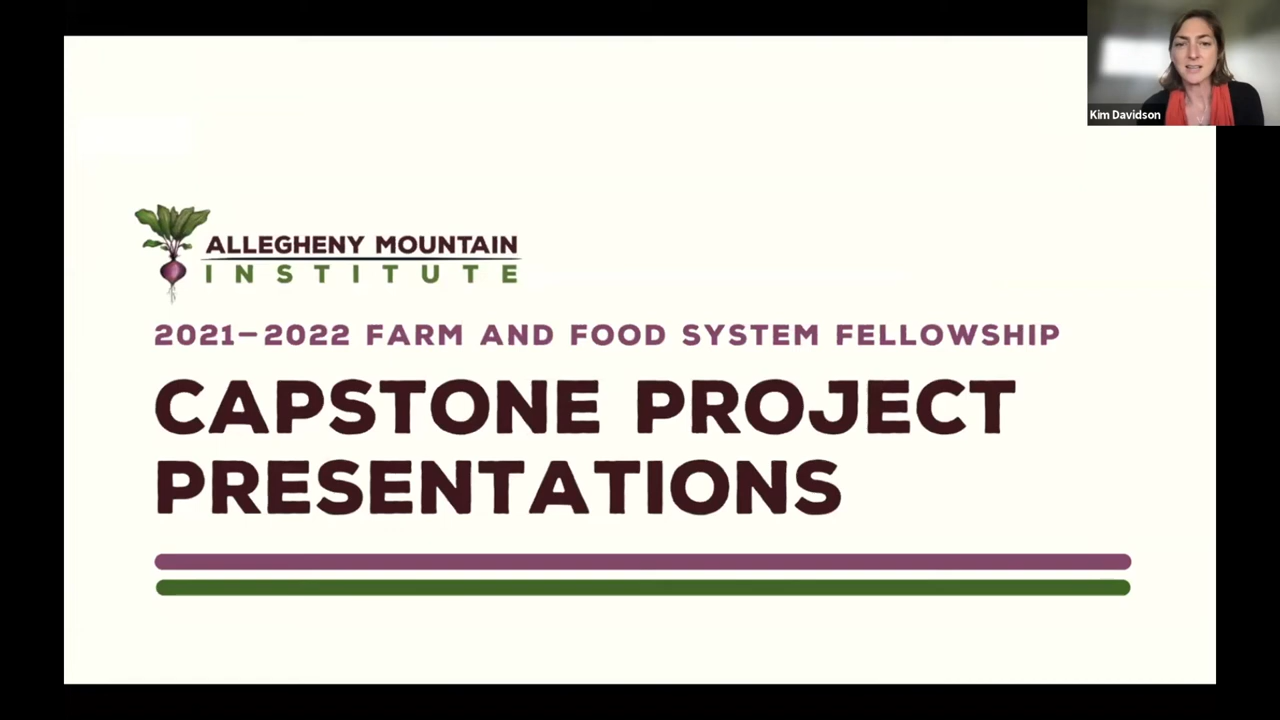 Kim Davidson
ALLEGHENY MOUNTAIN
INSTITUTE
2021–2022 FARM AND FOOD SYSTEM FELLOWSHIP
CAPSTONE PROJECT
PRESENTATIONS